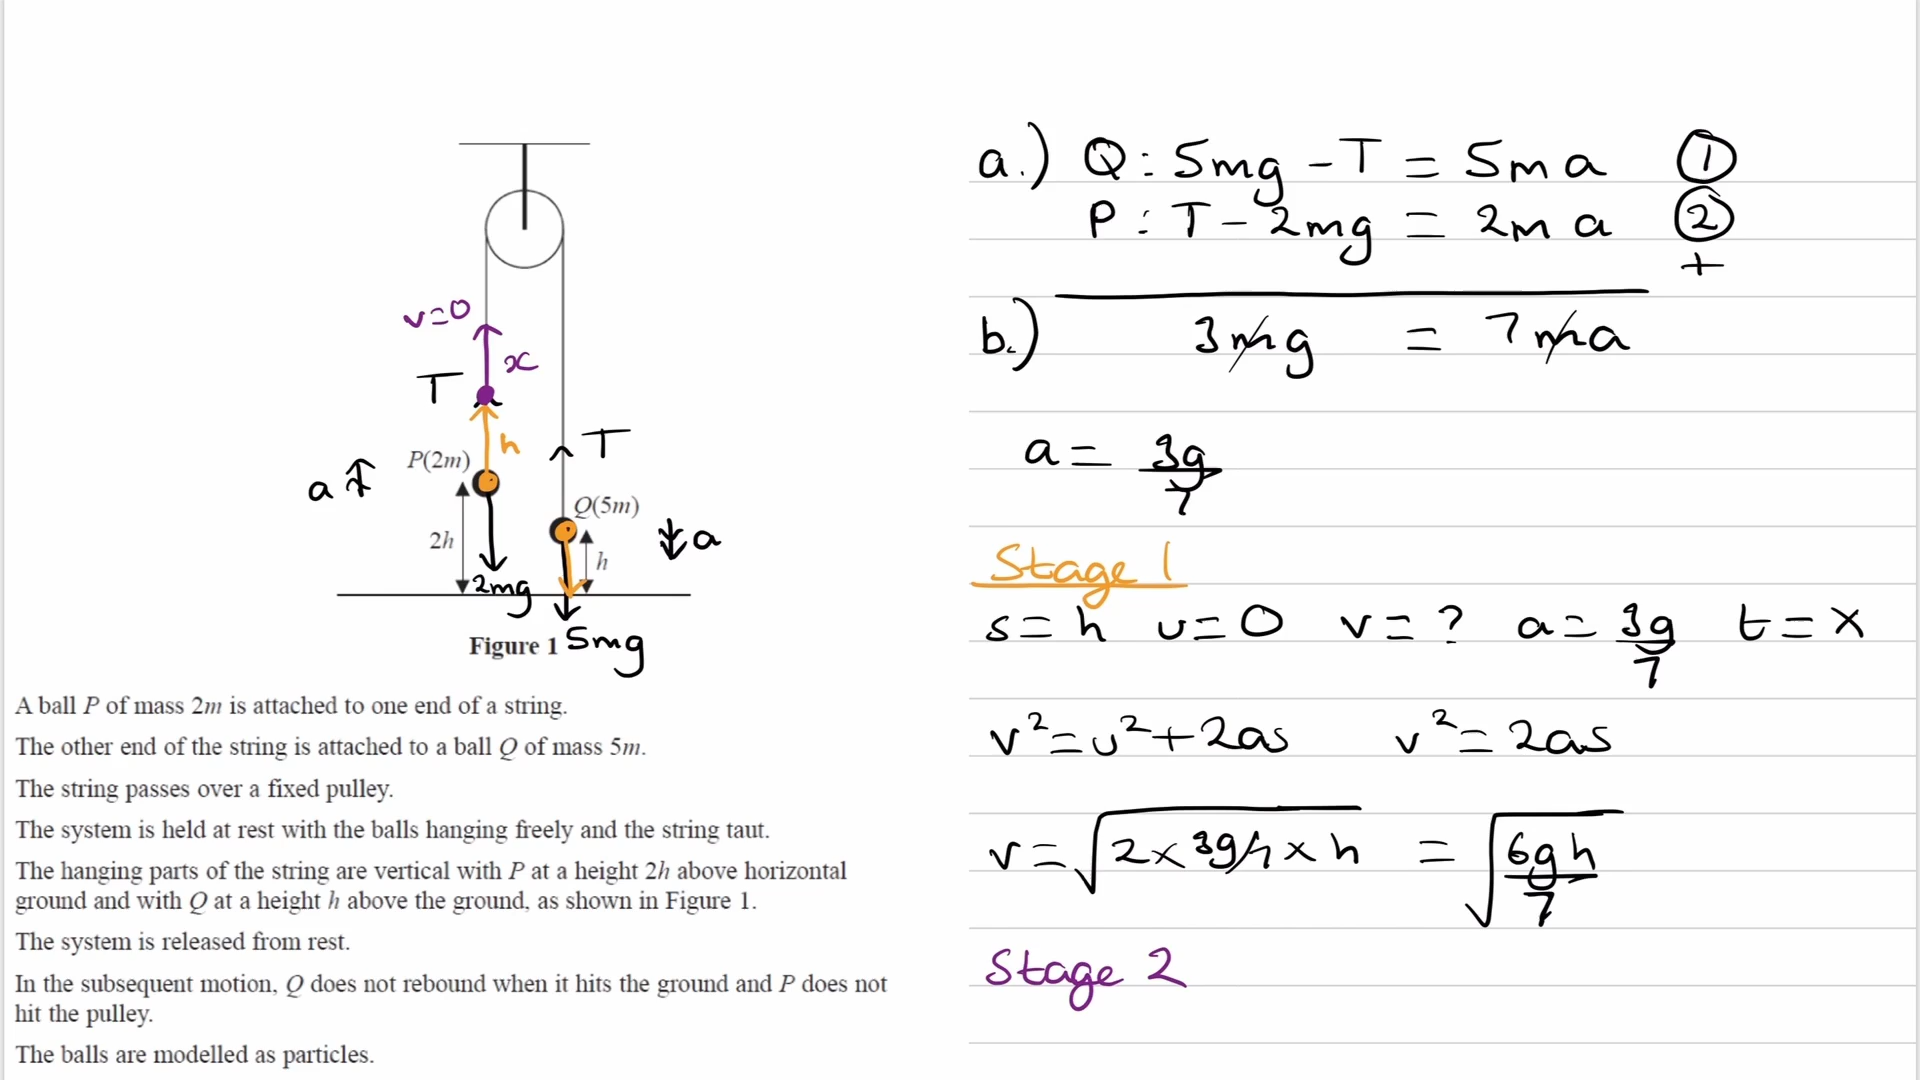 v=0
x
T
h
T
P(2m)
a
Q(5m)
2h
h
a
2mg
Figure 1
5mg
A ball P of mass 2m is attached to one end of a string.
The other end of the string is attached to a ball Q of mass 5m.
The string passes over a fixed pulley.
The system is held at rest with the balls hanging freely and the string taut.
The hanging parts of the string are vertical with P at a height 2h above horizontal
ground and with Q at a height h above the ground, as shown in Figure 1.
The system is released from rest.
In the subsequent motion, Q does not rebound when it hits the ground and P does not
hit the pulley.
The balls are modelled as particles.
a.) Q: 5mg - T = 5ma ①
P: T - 2mg = 2ma ②
+
b.) 3mg = 7ma
a = 3g/7
Stage 1
s = h u = 0 v = ? a = 3g/7 t = x
v² = u² + 2as v² = 2as
v = √(2 × 3g/7 × h) = √(6gh/7)
Stage 2